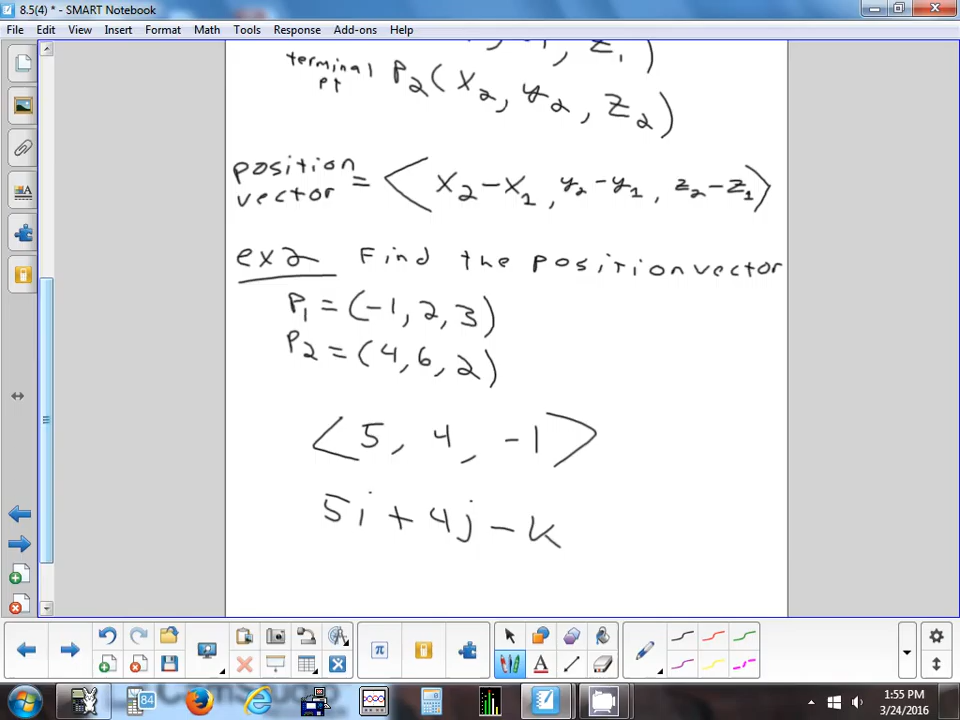 8.5(4) * - SMART Notebook
File Edit View Insert Format Math Tools Response Add-ons Help
terminal pt P₂(x₂, y₂, z₂)
position vector = <x₂-x₁, y₂-y₁, z₂-z₁>
ex2 Find the position vector
P₁ = (-1, 2, 3)
P₂ = (4, 6, 2)
<5, 4, -1>
5i + 4j - k
84
1:55 PM
3/24/2016